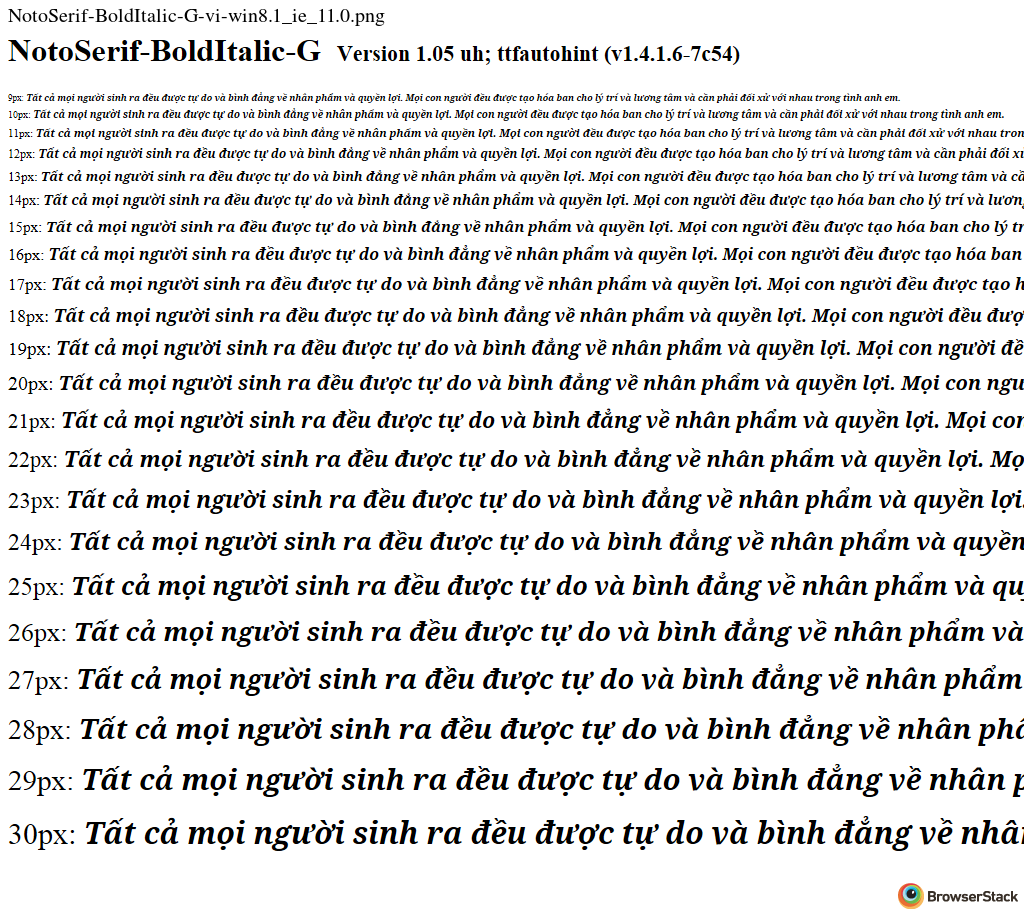 NotoSerif-BoldItalic-G-vi-win8.1_ie_11.0.png
NotoSerif-BoldItalic-G Version 1.05 uh; ttfautohint (v1.4.1.6-7c54)
9px: Tất cả mọi người sinh ra đều được tự do và bình đẳng về nhân phẩm và quyền lợi. Mọi con người đều được tạo hóa ban cho lý trí và lương tâm và cần phải đối xử với nhau trong tình anh em.
10px: Tất cả mọi người sinh ra đều được tự do và bình đẳng về nhân phẩm và quyền lợi. Mọi con người đều được tạo hóa ban cho lý trí và lương tâm và cần phải đối xử với nhau trong tình anh em.
11px: Tất cả mọi người sinh ra đều được tự do và bình đẳng về nhân phẩm và quyền lợi. Mọi con người đều được tạo hóa ban cho lý trí và lương tâm và cần phải đối xử với nhau tron
12px: Tất cả mọi người sinh ra đều được tự do và bình đẳng về nhân phẩm và quyền lợi. Mọi con người đều được tạo hóa ban cho lý trí và lương tâm và cần phải đối xử
13px: Tất cả mọi người sinh ra đều được tự do và bình đẳng về nhân phẩm và quyền lợi. Mọi con người đều được tạo hóa ban cho lý trí và lương tâm và cầ
14px: Tất cả mọi người sinh ra đều được tự do và bình đẳng về nhân phẩm và quyền lợi. Mọi con người đều được tạo hóa ban cho lý trí và lương
15px: Tất cả mọi người sinh ra đều được tự do và bình đẳng về nhân phẩm và quyền lợi. Mọi con người đều được tạo hóa ban cho lý tr
16px: Tất cả mọi người sinh ra đều được tự do và bình đẳng về nhân phẩm và quyền lợi. Mọi con người đều được tạo hóa ban
17px: Tất cả mọi người sinh ra đều được tự do và bình đẳng về nhân phẩm và quyền lợi. Mọi con người đều được tạo h
18px: Tất cả mọi người sinh ra đều được tự do và bình đẳng về nhân phẩm và quyền lợi. Mọi con người đều đượ
19px: Tất cả mọi người sinh ra đều được tự do và bình đẳng về nhân phẩm và quyền lợi. Mọi con người đề
20px: Tất cả mọi người sinh ra đều được tự do và bình đẳng về nhân phẩm và quyền lợi. Mọi con ngư
21px: Tất cả mọi người sinh ra đều được tự do và bình đẳng về nhân phẩm và quyền lợi. Mọi con
22px: Tất cả mọi người sinh ra đều được tự do và bình đẳng về nhân phẩm và quyền lợi. Mọ
23px: Tất cả mọi người sinh ra đều được tự do và bình đẳng về nhân phẩm và quyền lợi.
24px: Tất cả mọi người sinh ra đều được tự do và bình đẳng về nhân phẩm và quyền
25px: Tất cả mọi người sinh ra đều được tự do và bình đẳng về nhân phẩm và qu
26px: Tất cả mọi người sinh ra đều được tự do và bình đẳng về nhân phẩm và
27px: Tất cả mọi người sinh ra đều được tự do và bình đẳng về nhân phẩm
28px: Tất cả mọi người sinh ra đều được tự do và bình đẳng về nhân phẩ
29px: Tất cả mọi người sinh ra đều được tự do và bình đẳng về nhân p
30px: Tất cả mọi người sinh ra đều được tự do và bình đẳng về nhân
BrowserStack